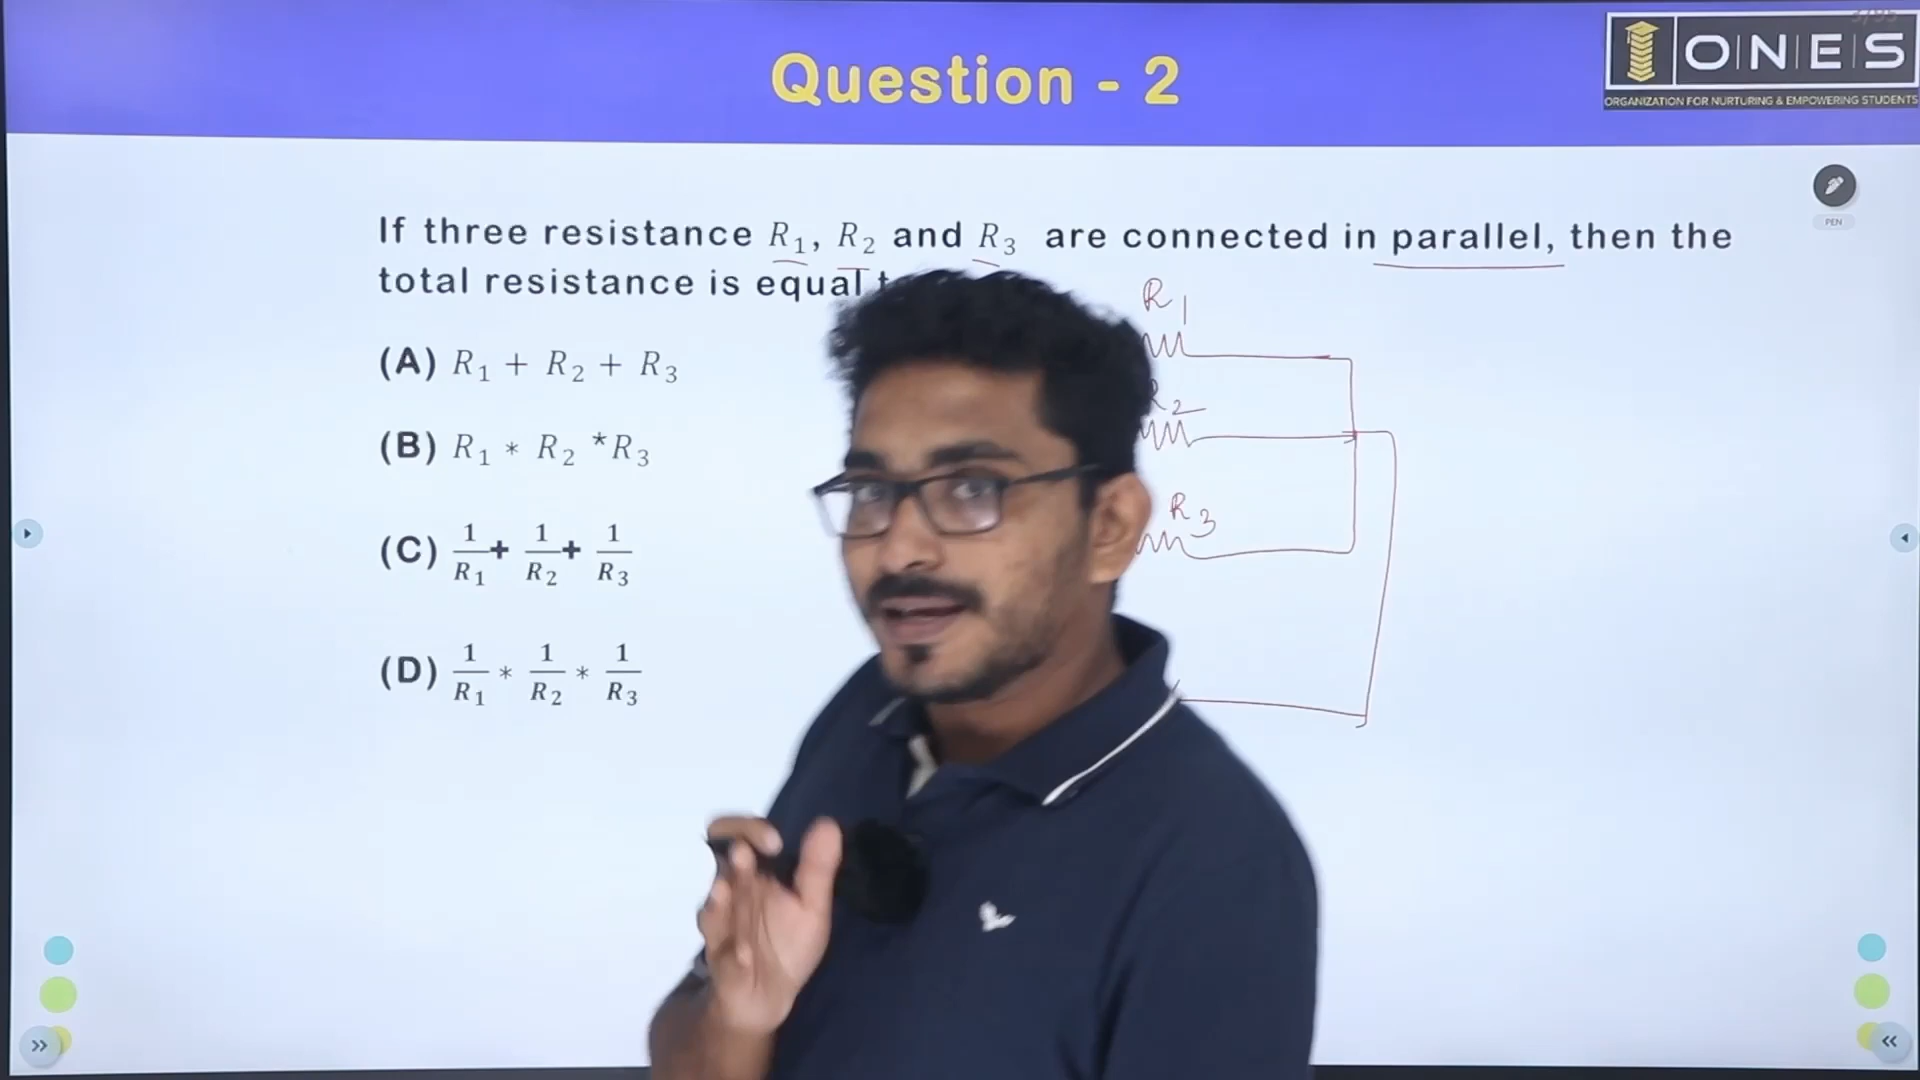 Question - 2
ONES
ORGANIZATION FOR NURTURING & EMPOWERING STUDENTS
PEN
If three resistance R₁, R₂ and R₃ are connected in parallel, then the
total resistance is equal
(A) R₁ + R₂ + R₃
(B) R₁ * R₂ *R₃
(C) 1/R₁ + 1/R₂ + 1/R₃
(D) 1/R₁ * 1/R₂ * 1/R₃
R₁
R₂
R₃